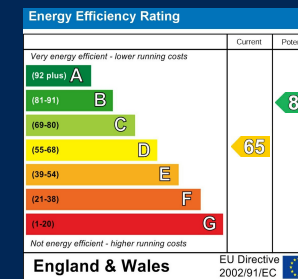 Energy Efficiency Rating
Current
Very energy efficient - lower running costs
(92 plus) A
(81-91) B
(69-80) C
(55-68) D
65
(39-54) E
(21-38) F
(1-20) G
Not energy efficient - higher running costs
England & Wales
EU Directive
2002/91/EC